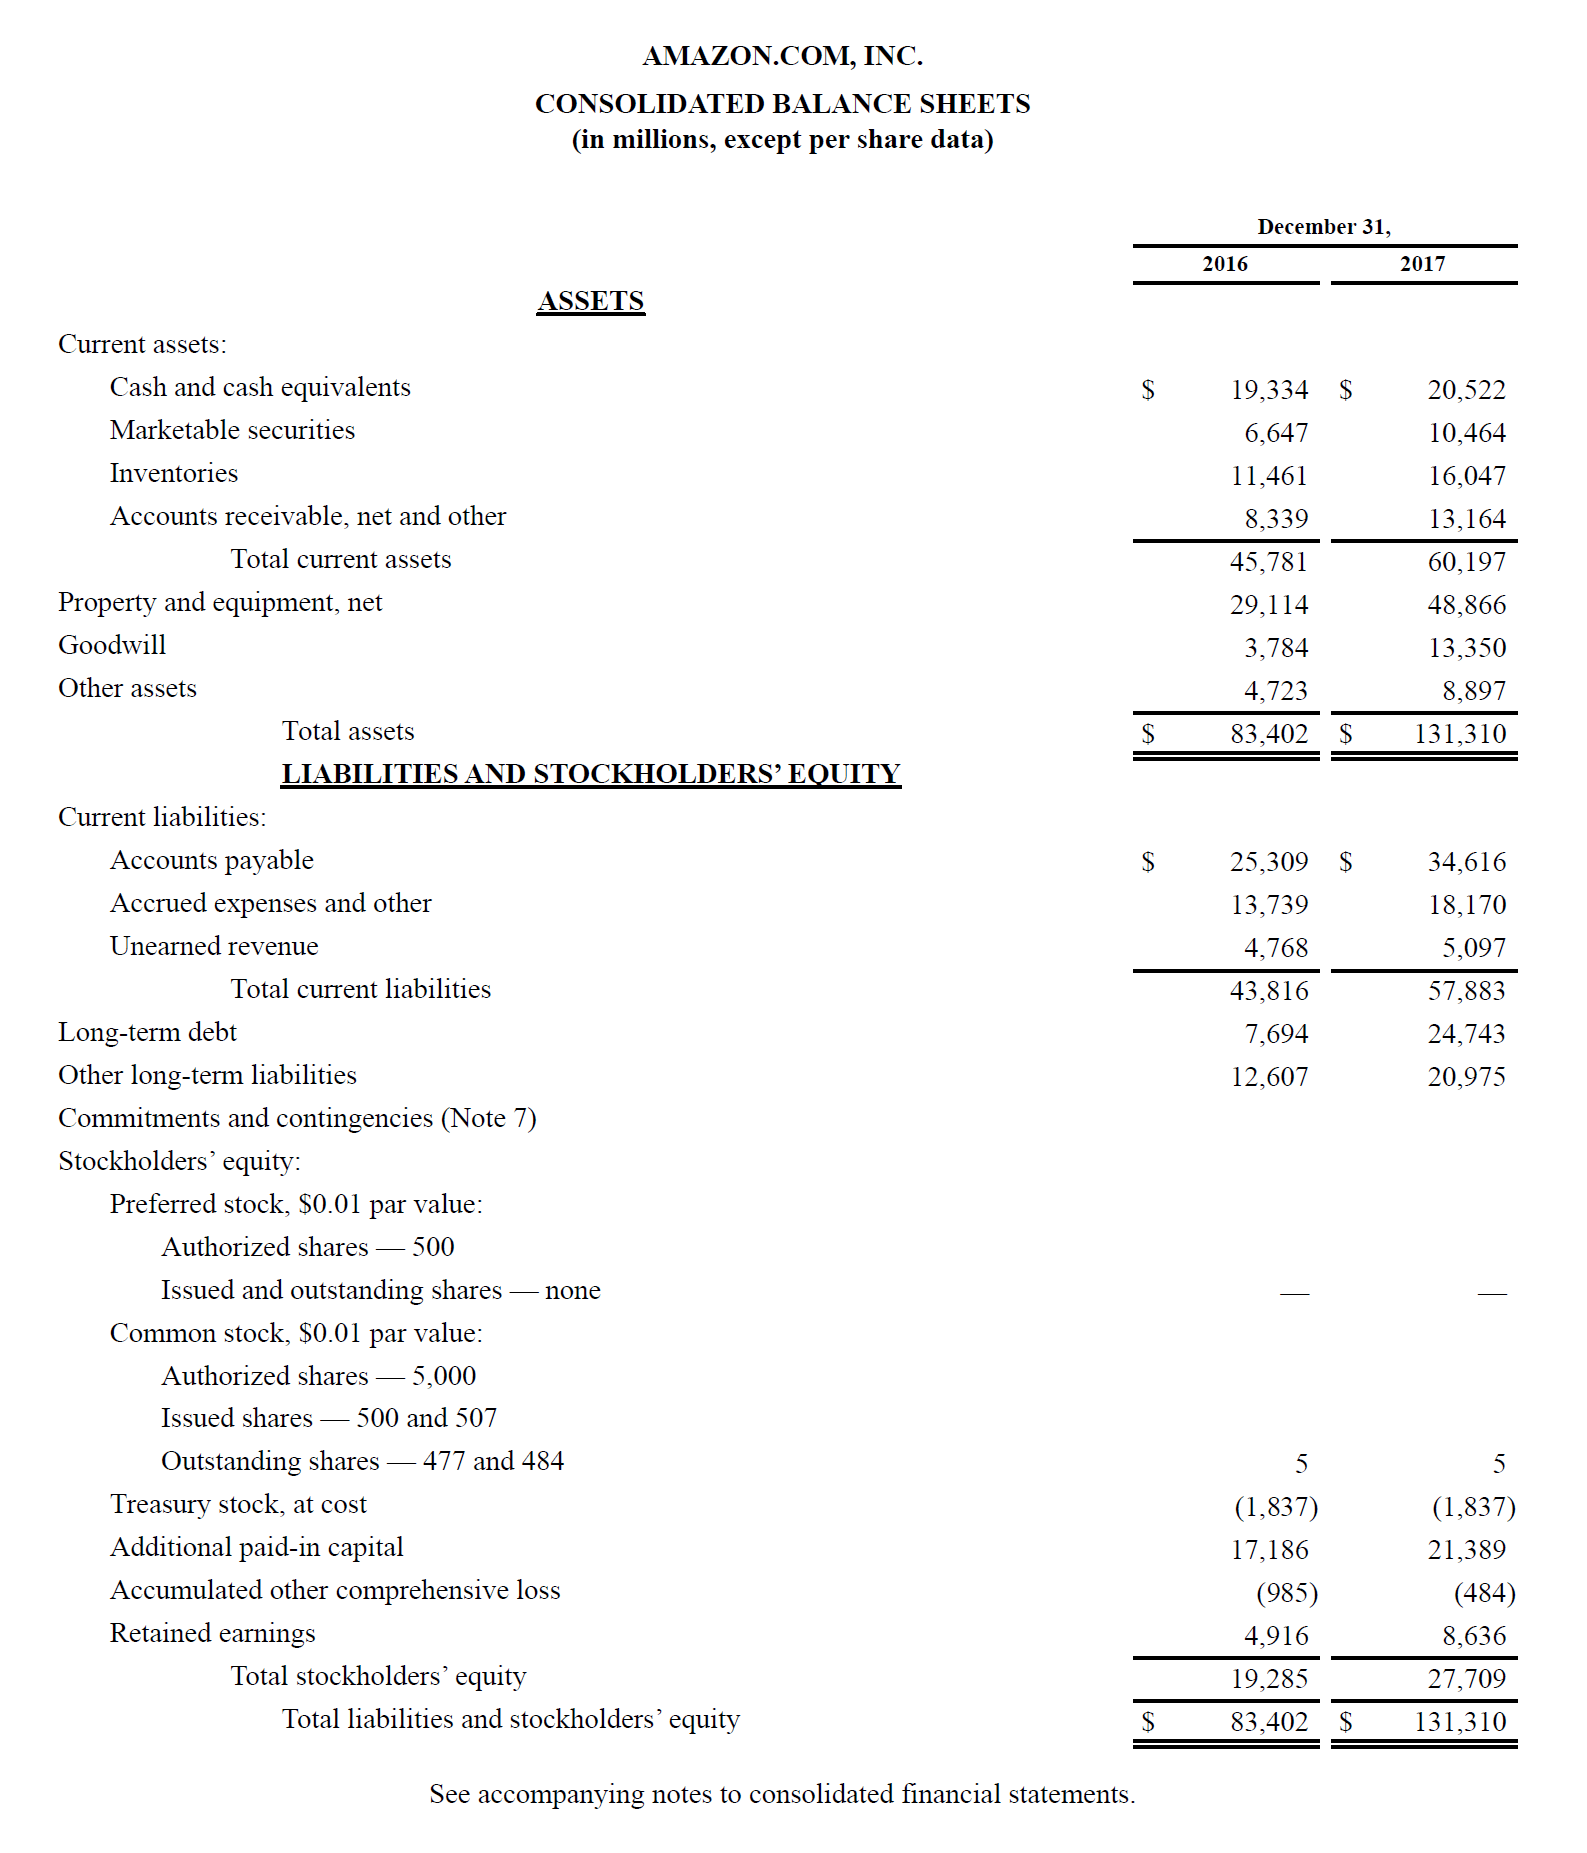 AMAZON.COM, INC.
CONSOLIDATED BALANCE SHEETS
(in millions, except per share data)
December 31,
2016 2017
ASSETS
Current assets:
Cash and cash equivalents $ 19,334 $ 20,522
Marketable securities 6,647 10,464
Inventories 11,461 16,047
Accounts receivable, net and other 8,339 13,164
Total current assets 45,781 60,197
Property and equipment, net 29,114 48,866
Goodwill 3,784 13,350
Other assets 4,723 8,897
Total assets $ 83,402 $ 131,310
LIABILITIES AND STOCKHOLDERS’ EQUITY
Current liabilities:
Accounts payable $ 25,309 $ 34,616
Accrued expenses and other 13,739 18,170
Unearned revenue 4,768 5,097
Total current liabilities 43,816 57,883
Long-term debt 7,694 24,743
Other long-term liabilities 12,607 20,975
Commitments and contingencies (Note 7)
Stockholders’ equity:
Preferred stock, $0.01 par value:
Authorized shares — 500
Issued and outstanding shares — none — —
Common stock, $0.01 par value:
Authorized shares — 5,000
Issued shares — 500 and 507
Outstanding shares — 477 and 484 5 5
Treasury stock, at cost (1,837) (1,837)
Additional paid-in capital 17,186 21,389
Accumulated other comprehensive loss (985) (484)
Retained earnings 4,916 8,636
Total stockholders’ equity 19,285 27,709
Total liabilities and stockholders’ equity $ 83,402 $ 131,310
See accompanying notes to consolidated financial statements.